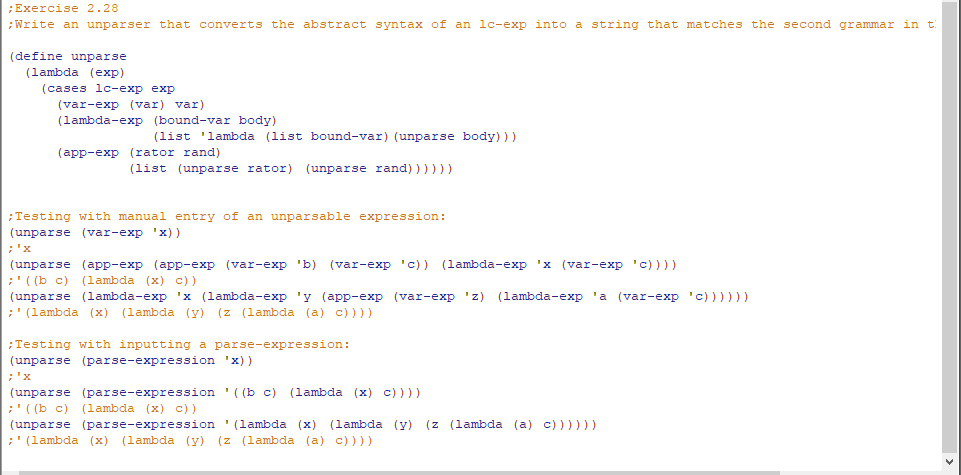 ;Exercise 2.28
;Write an unparser that converts the abstract syntax of an lc-exp into a string that matches the second grammar in
(define unparse
(lambda (exp)
(cases lc-exp exp
(var-exp (var) var)
(lambda-exp (bound-var body)
(list 'lambda (list bound-var)(unparse body)))
(app-exp (rator rand)
(list (unparse rator) (unparse rand))))))
;Testing with manual entry of an unparsable expression:
(unparse (var-exp 'x))
;'x
(unparse (app-exp (app-exp (var-exp 'b) (var-exp 'c)) (lambda-exp 'x (var-exp 'c))))
;'((b c) (lambda (x) c))
(unparse (lambda-exp 'x (lambda-exp 'y (app-exp (var-exp 'z) (lambda-exp 'a (var-exp 'c))))))
;'(lambda (x) (lambda (y) (z (lambda (a) c))))
;Testing with inputting a parse-expression:
(unparse (parse-expression 'x))
;'x
(unparse (parse-expression '((b c) (lambda (x) c))))
;'((b c) (lambda (x) c))
(unparse (parse-expression '(lambda (x) (lambda (y) (z (lambda (a) c))))))
;'(lambda (x) (lambda (y) (z (lambda (a) c))))